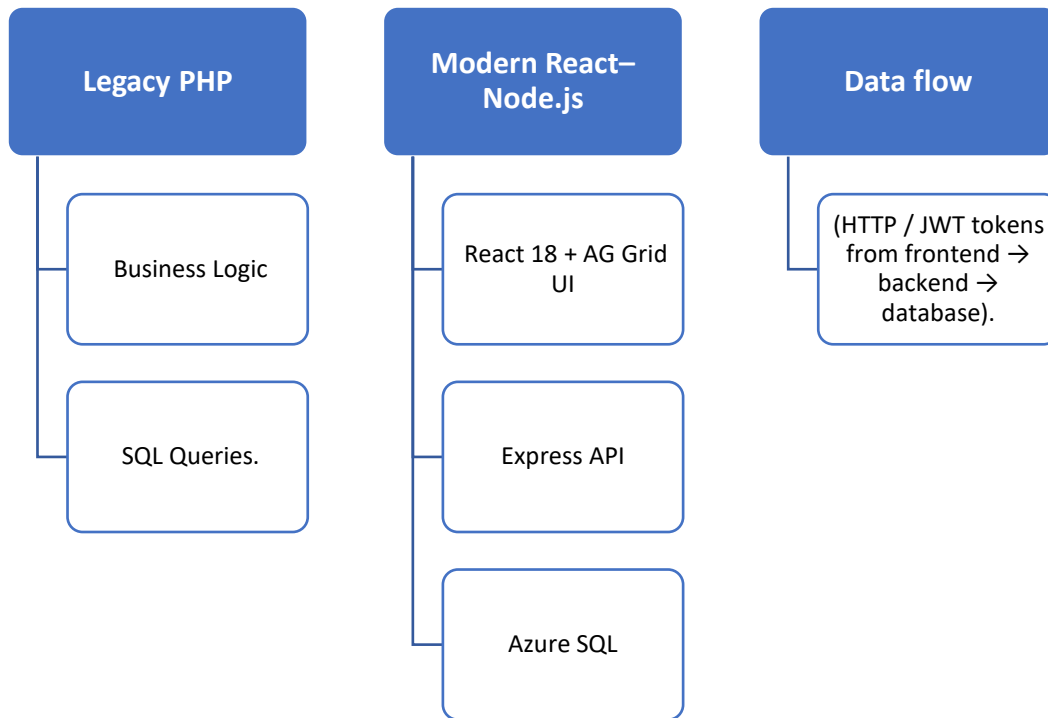 Legacy PHP
Business Logic
SQL Queries.
Modern React–
Node.js
React 18 + AG Grid
UI
Express API
Azure SQL
Data flow
(HTTP / JWT tokens
from frontend →
backend →
database).